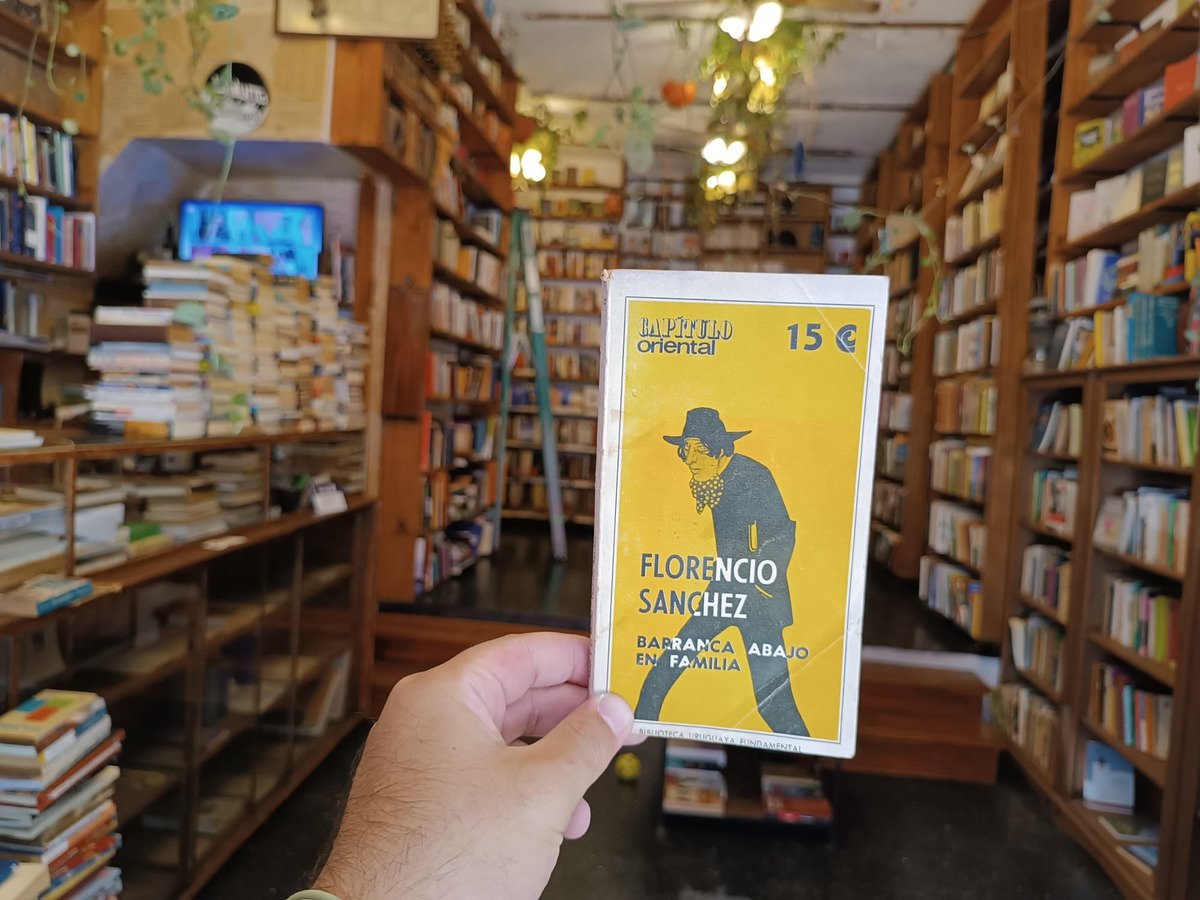 CAPÍTULO
oriental
15
FLORENCIO
SANCHEZ
BARRANCA ABAJO
EN FAMILIA
BIBLIOTECA URUGUAYA FUNDAMENTAL